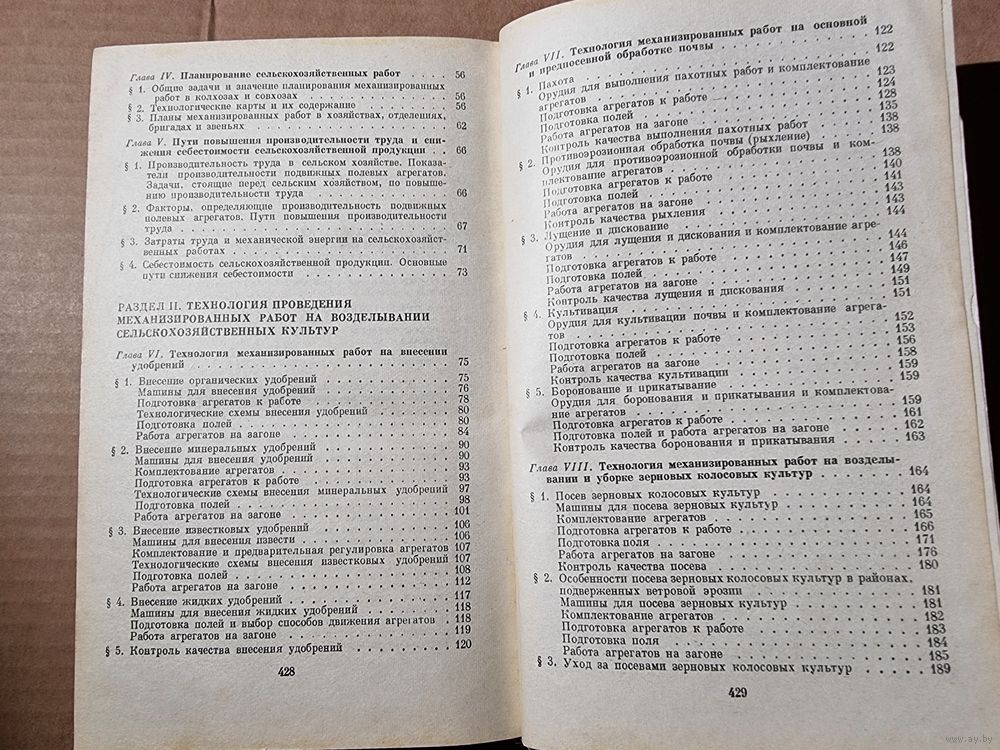 Глава IV. Планирование сельскохозяйственных работ . . . . 56
§ 1. Общие задачи и значение планирования механизированных
работ в колхозах и совхозах . . . . . . . . 56
§ 2. Технологические карты и их содержание . . . . . 56
§ 3. Планы механизированных работ в хозяйствах, отделениях,
бригадах и звеньях . . . . . . . . . . 62
Глава V. Пути повышения производительности труда и сни-
жения себестоимости сельскохозяйственной продукции . . 66
§ 1. Производительность труда в сельском хозяйстве. Показа-
тели производительности подвижных полевых агрегатов.
Задачи, стоящие перед сельским хозяйством, по повыше-
нию производительности труда . . . . . . . 66
§ 2. Факторы, определяющие производительность подвижных
полевых агрегатов. Пути повышения производительности
труда . . . . . . . . . . . . . 67
§ 3. Затраты труда и механической энергии на сельскохозяйст-
венных работах . . . . . . . . . . . 71
§ 4. Себестоимость сельскохозяйственной продукции. Основные
пути снижения себестоимости . . . . . . . . 73
РАЗДЕЛ II. ТЕХНОЛОГИЯ ПРОВЕДЕНИЯ
МЕХАНИЗИРОВАННЫХ РАБОТ НА ВОЗДЕЛЫВАНИИ
СЕЛЬСКОХОЗЯЙСТВЕННЫХ КУЛЬТУР
Глава VI. Технология механизированных работ на внесении
удобрений . . . . . . . . . . . . 75
§ 1. Внесение органических удобрений . . . . . . 75
Машины для внесения удобрений . . . . . . 76
Подготовка агрегатов к работе . . . . . . . 78
Технологические схемы внесения удобрений . . . . 80
Подготовка полей . . . . . . . . . . 80
Работа агрегатов на загоне . . . . . . . . 84
§ 2. Внесение минеральных удобрений . . . . . . 90
Машины для внесения удобрений . . . . . . 90
Комплектование агрегатов . . . . . . . . 93
Подготовка агрегатов к работе . . . . . . . 93
Технологические схемы внесения минеральных удобрений 97
Подготовка полей . . . . . . . . . . 98
Работа агрегатов на загоне . . . . . . . . 101
§ 3. Внесение известковых удобрений . . . . . . 106
Машины для внесения извести . . . . . . . 106
Комплектование и предварительная регулировка агрегатов 107
Технологические схемы внесения известковых удобрений 107
Подготовка полей . . . . . . . . . . 108
Работа агрегатов на загоне . . . . . . . . 112
§ 4. Внесение жидких удобрений . . . . . . . 117
Машины для внесения жидких удобрений . . . . 118
Подготовка полей и выбор способов движения агрегатов . 118
Работа агрегатов на загоне . . . . . . . . 119
§ 5. Контроль качества внесения удобрений . . . . . 120
428
Глава VII. Технология механизированных работ на основной
и предпосевной обработке почвы . . . . . . . 122
§ 1. Пахота . . . . . . . . . . . . . 122
Орудия для выполнения пахотных работ и комплектование
агрегатов . . . . . . . . . . . . 123
Подготовка агрегатов к работе . . . . . . . 124
Подготовка полей . . . . . . . . . . 128
Работа агрегатов на загоне . . . . . . . . 135
Контроль качества выполнения пахотных работ . . . 138
§ 2. Противоэрозионная обработка почвы (рыхление) . . 138
Орудия для противоэрозионной обработки почвы и ком-
плектование агрегатов . . . . . . . . . 138
Подготовка агрегатов к работе . . . . . . . 140
Подготовка полей . . . . . . . . . . 141
Работа агрегатов на загоне . . . . . . . . 143
Контроль качества рыхления . . . . . . . 143
§ 3. Лущение и дискование . . . . . . . . . 144
Орудия для лущения и дискования и комплектование агре-
гатов . . . . . . . . . . . . . 144
Подготовка агрегатов к работе . . . . . . . 146
Подготовка полей . . . . . . . . . . 147
Работа агрегатов на загоне . . . . . . . . 149
Контроль качества лущения и дискования . . . . . 151
§ 4. Культивация . . . . . . . . . . . 151
Орудия для культивации почвы и комплектование агрега-
тов . . . . . . . . . . . . . . 152
Подготовка агрегатов к работе . . . . . . . 153
Подготовка полей . . . . . . . . . . 156
Работа агрегатов на загоне . . . . . . . . 158
Контроль качества культивации . . . . . . . 159
§ 5. Боронование и прикатывание . . . . . . . 159
Орудия для боронования и прикатывания и комплектова-
ние агрегатов . . . . . . . . . . . 159
Подготовка агрегатов к работе . . . . . . . 161
Подготовка полей и работа агрегатов на загоне . . . 162
Контроль качества боронования и прикатывания . . . 163
Глава VIII. Технология механизированных работ на возделы-
вании и уборке зерновых колосовых культур . . . . 164
§ 1. Посев зерновых колосовых культур . . . . . . 164
Машины для посева зерновых культур . . . . . 164
Комплектование агрегатов . . . . . . . . 165
Подготовка агрегатов к работе . . . . . . . 166
Подготовка поля . . . . . . . . . . 171
Работа агрегатов на загоне . . . . . . . . 176
Контроль качества посева . . . . . . . . 180
§ 2. Особенности посева зерновых колосовых культур в районах,
подверженных ветровой эрозии . . . . . . . 181
Машины для посева зерновых культур . . . . . 181
Комплектование агрегатов . . . . . . . . 182
Подготовка агрегатов к работе . . . . . . . 183
Подготовка поля . . . . . . . . . . 184
Работа агрегатов на загоне . . . . . . . . 185
§ 3. Уход за посевами зерновых колосовых культур . . . 189
429
www.ay.by